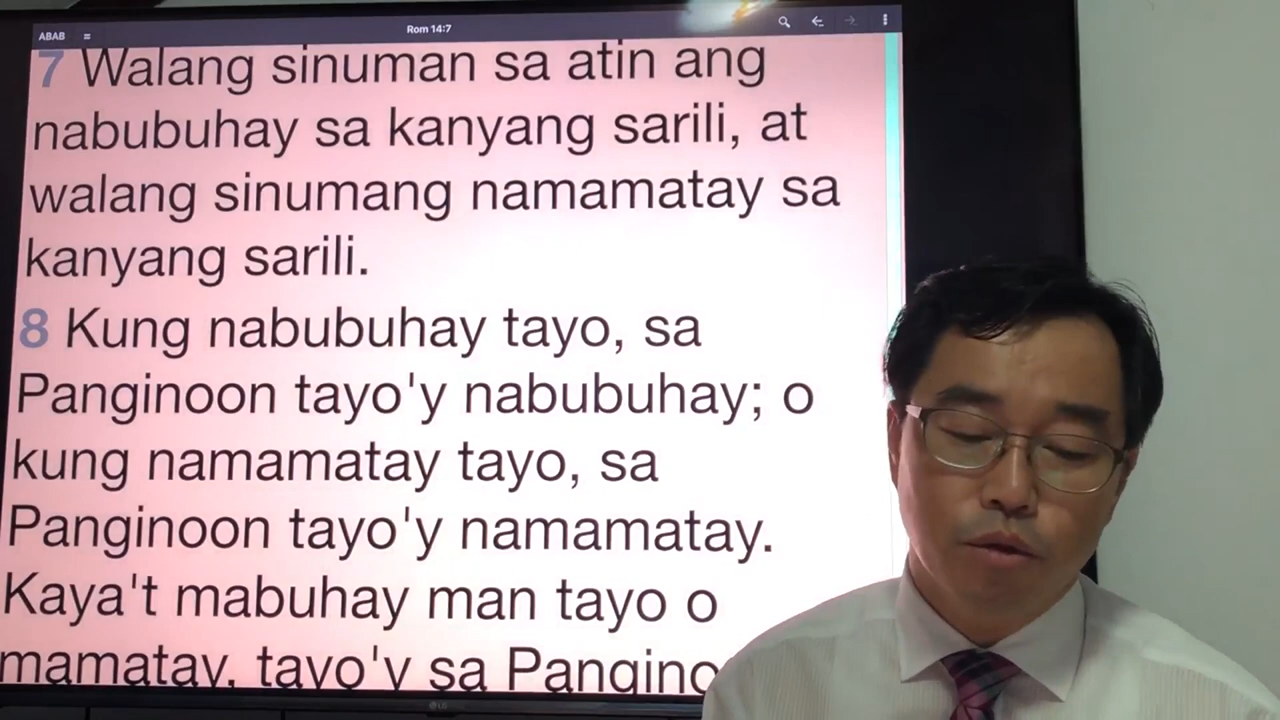 ABAB Rom 14:7
7 Walang sinuman sa atin ang
nabubuhay sa kanyang sarili, at
walang sinumang namamatay sa
kanyang sarili.
8 Kung nabubuhay tayo, sa
Panginoon tayo'y nabubuhay; o
kung namamatay tayo, sa
Panginoon tayo'y namamatay.
Kaya't mabuhay man tayo o
mamatay, tayo'y sa Pangino
LG